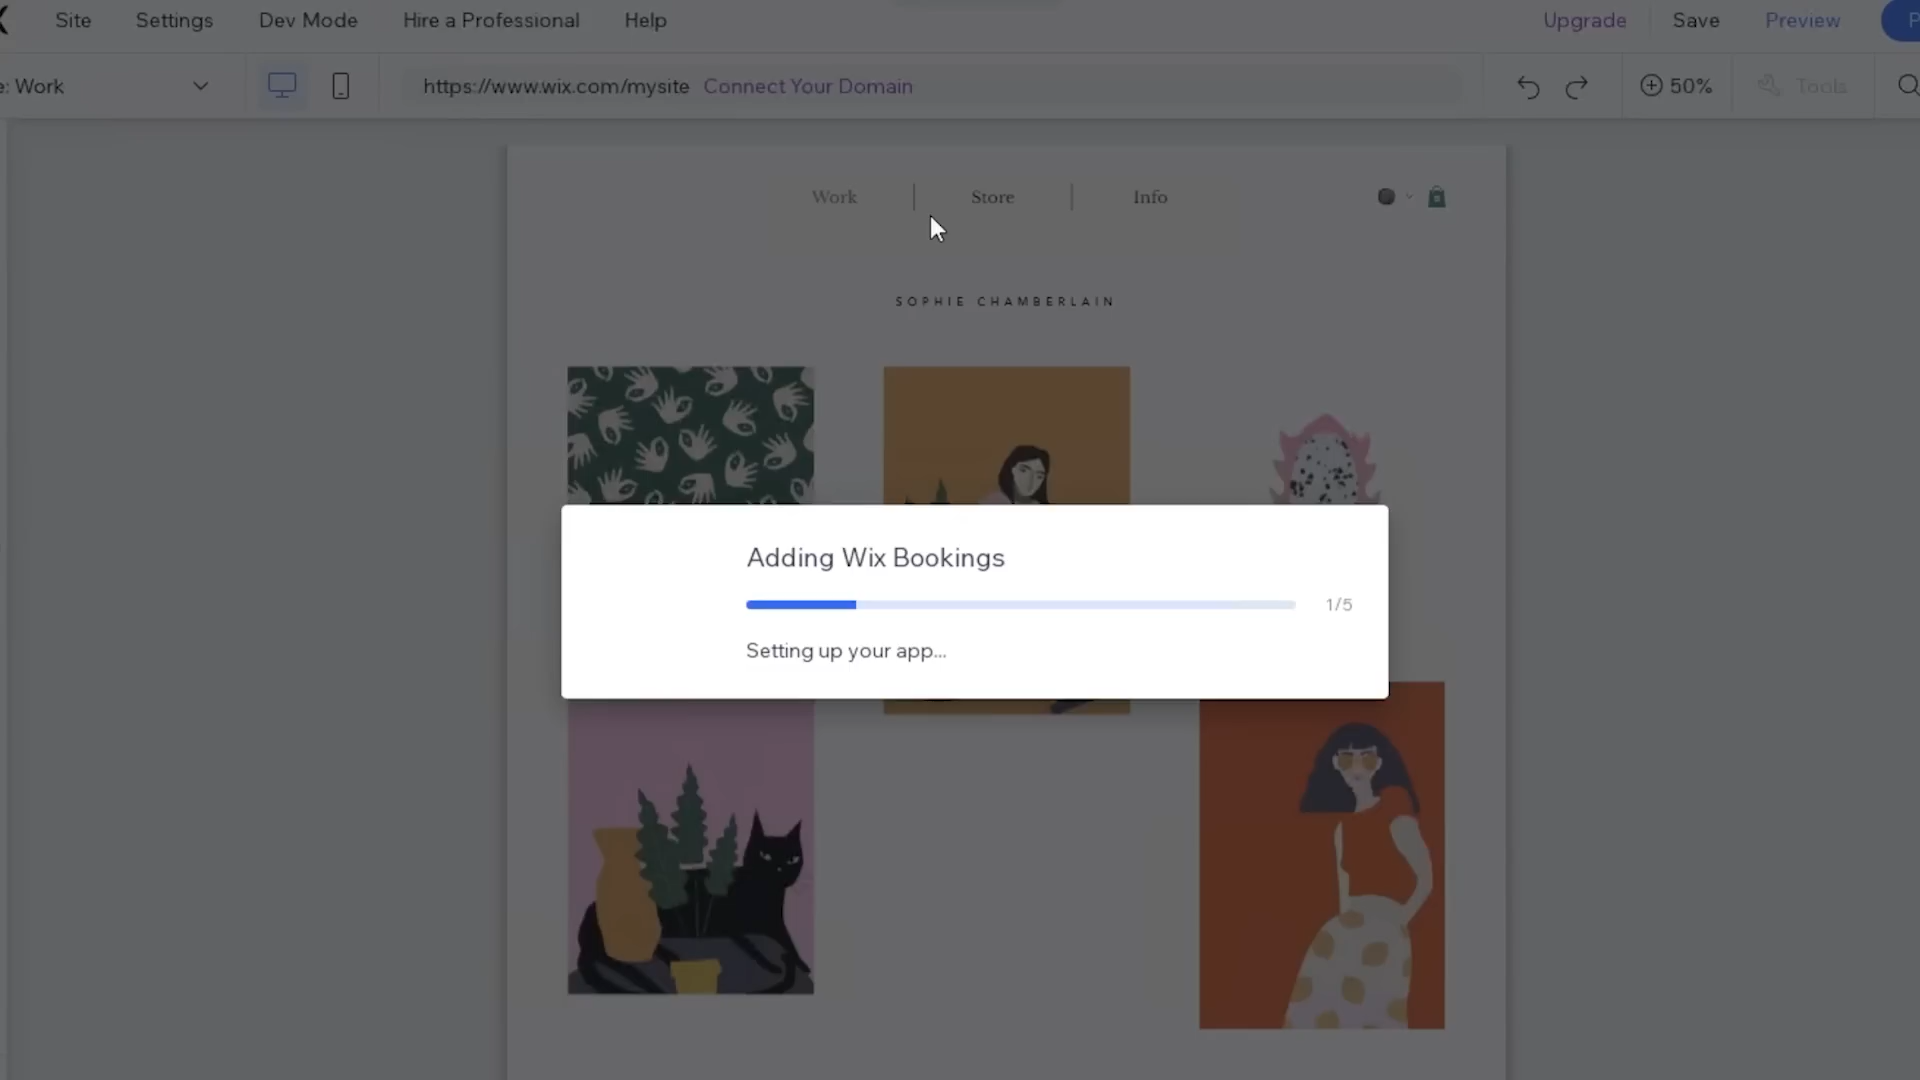 Site Settings Dev Mode Hire a Professional Help Upgrade Save Preview P
e: Work https://www.wix.com/mysite Connect Your Domain 50% Tools
Work Store Info
SOPHIE CHAMBERLAIN
Adding Wix Bookings
1/5
Setting up your app...